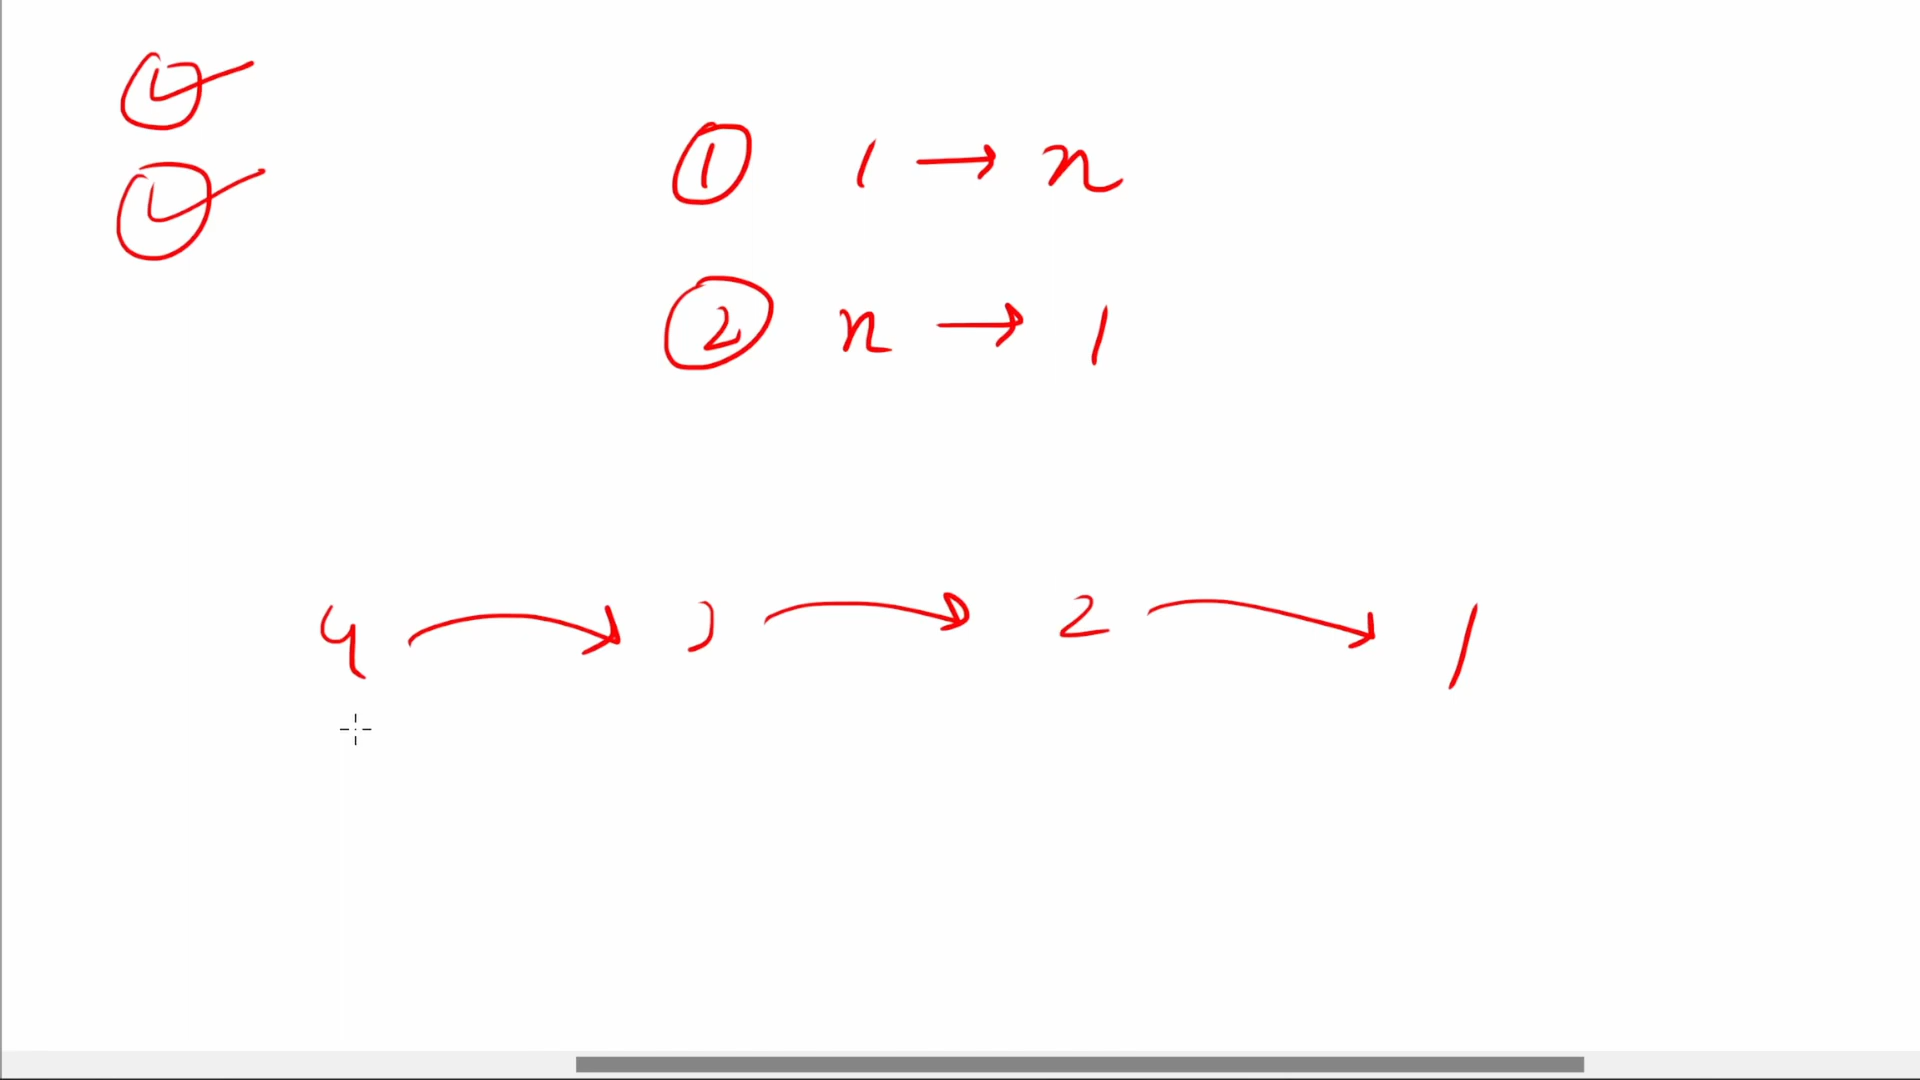 ① 1 → n
② n → 1
4 → 3 → 2 → 1